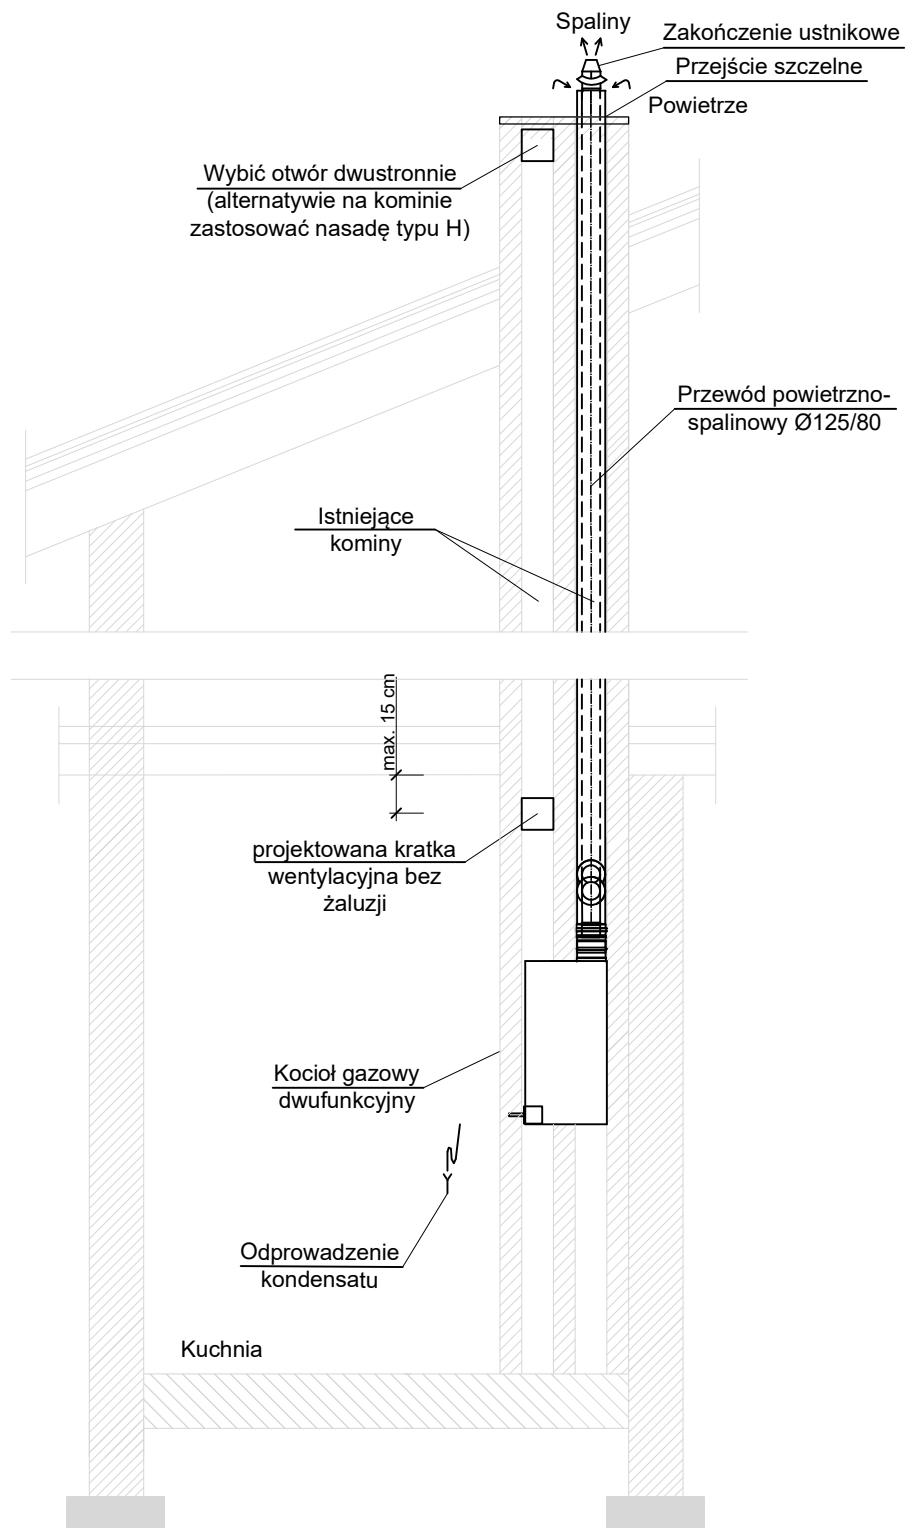 Spaliny
Zakończenie ustnikowe
Przejście szczelne
Powietrze
Wybić otwór dwustronnie
(alternatywie na kominie
zastosować nasadę typu H)
Przewód powietrzno-
spalinowy Ø125/80
Istniejące
kominy
max. 15 cm
projektowana kratka
wentylacyjna bez
żaluzji
Kocioł gazowy
dwufunkcyjny
Odprowadzenie
kondensatu
Kuchnia